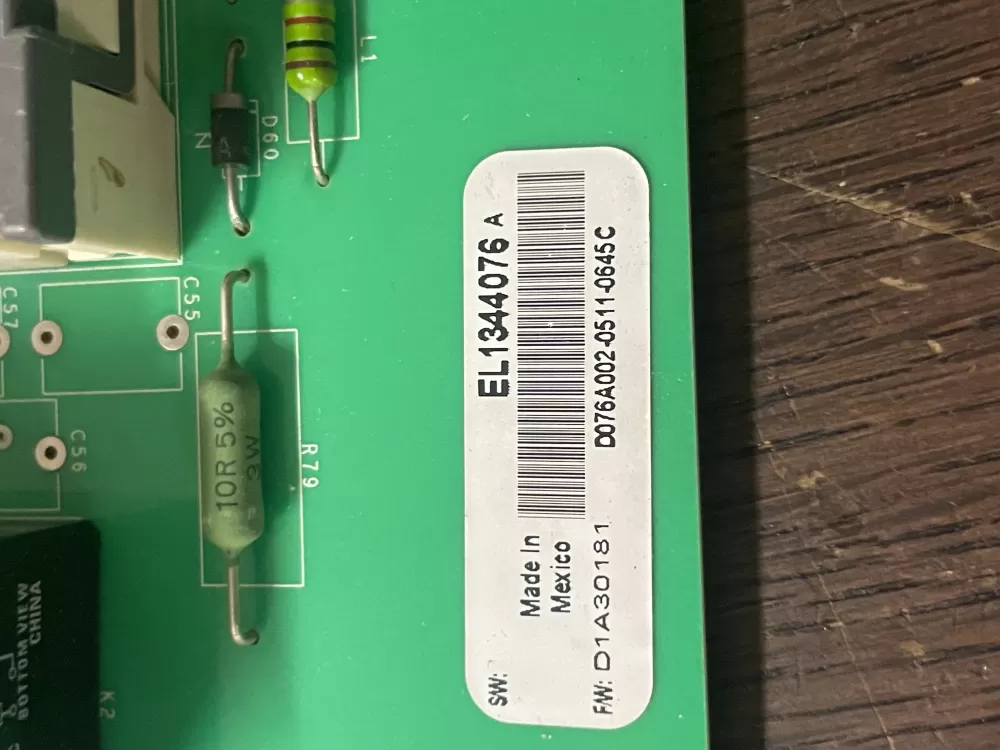 EL1344076 A
D076A002-0511-0645C
Made In
Mexico
SW:
F/W: D1A30181
L1
D60
N
A
C57
C55
C56
R79
10R 5%
3W
K2
BOTTOM VIEW
CHINA